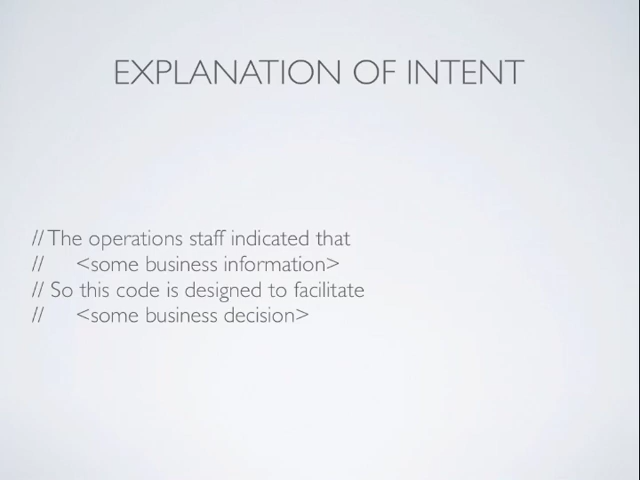 EXPLANATION OF INTENT
// The operations staff indicated that
// <some business information>
// So this code is designed to facilitate
// <some business decision>